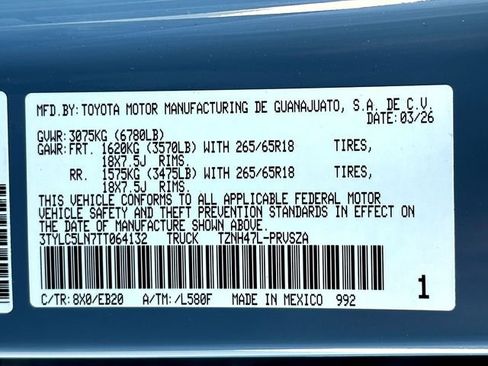 MFD.BY:TOYOTA MOTOR MANUFACTURING DE GUANAJUATO, S.A. DE C.V.
DATE: 03/26
GVWR: 3075KG (6780LB)
GAWR: FRT. 1620KG (3570LB) WITH 265/65R18 TIRES,
18X7.5J RIMS.
RR. 1575KG (3475LB) WITH 265/65R18 TIRES,
18X7.5J RIMS.
THIS VEHICLE CONFORMS TO ALL APPLICABLE FEDERAL MOTOR
VEHICLE SAFETY AND THEFT PREVENTION STANDARDS IN EFFECT ON
THE DATE OF MANUFACTURE SHOWN ABOVE.
3TYLC5LN7TT064132 TRUCK TZNH47L-PRVSZA
C/TR: 8X0/EB20 A/TM: /L580F MADE IN MEXICO 992 1